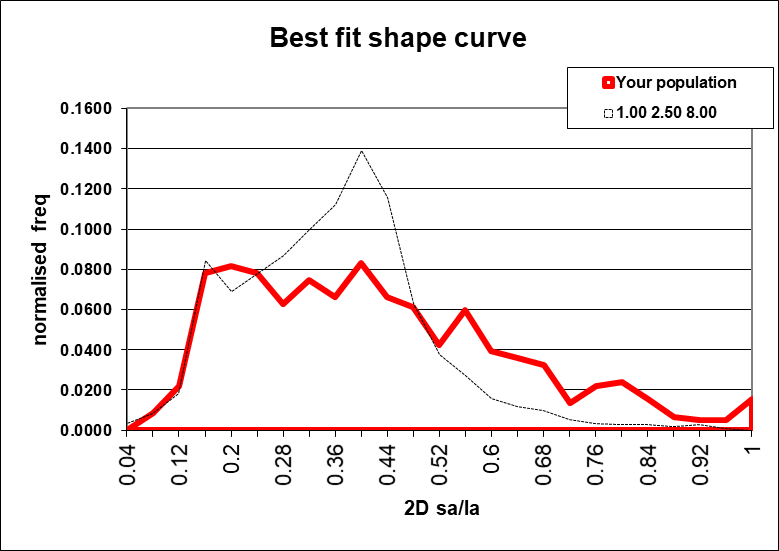 Best fit shape curve
Your population
1.00 2.50 8.00
0.1600
0.1400
0.1200
0.1000
0.0800
0.0600
0.0400
0.0200
0.0000
normalised freq
0.04 0.12 0.2 0.28 0.36 0.44 0.52 0.6 0.68 0.76 0.84 0.92 1
2D sa/la